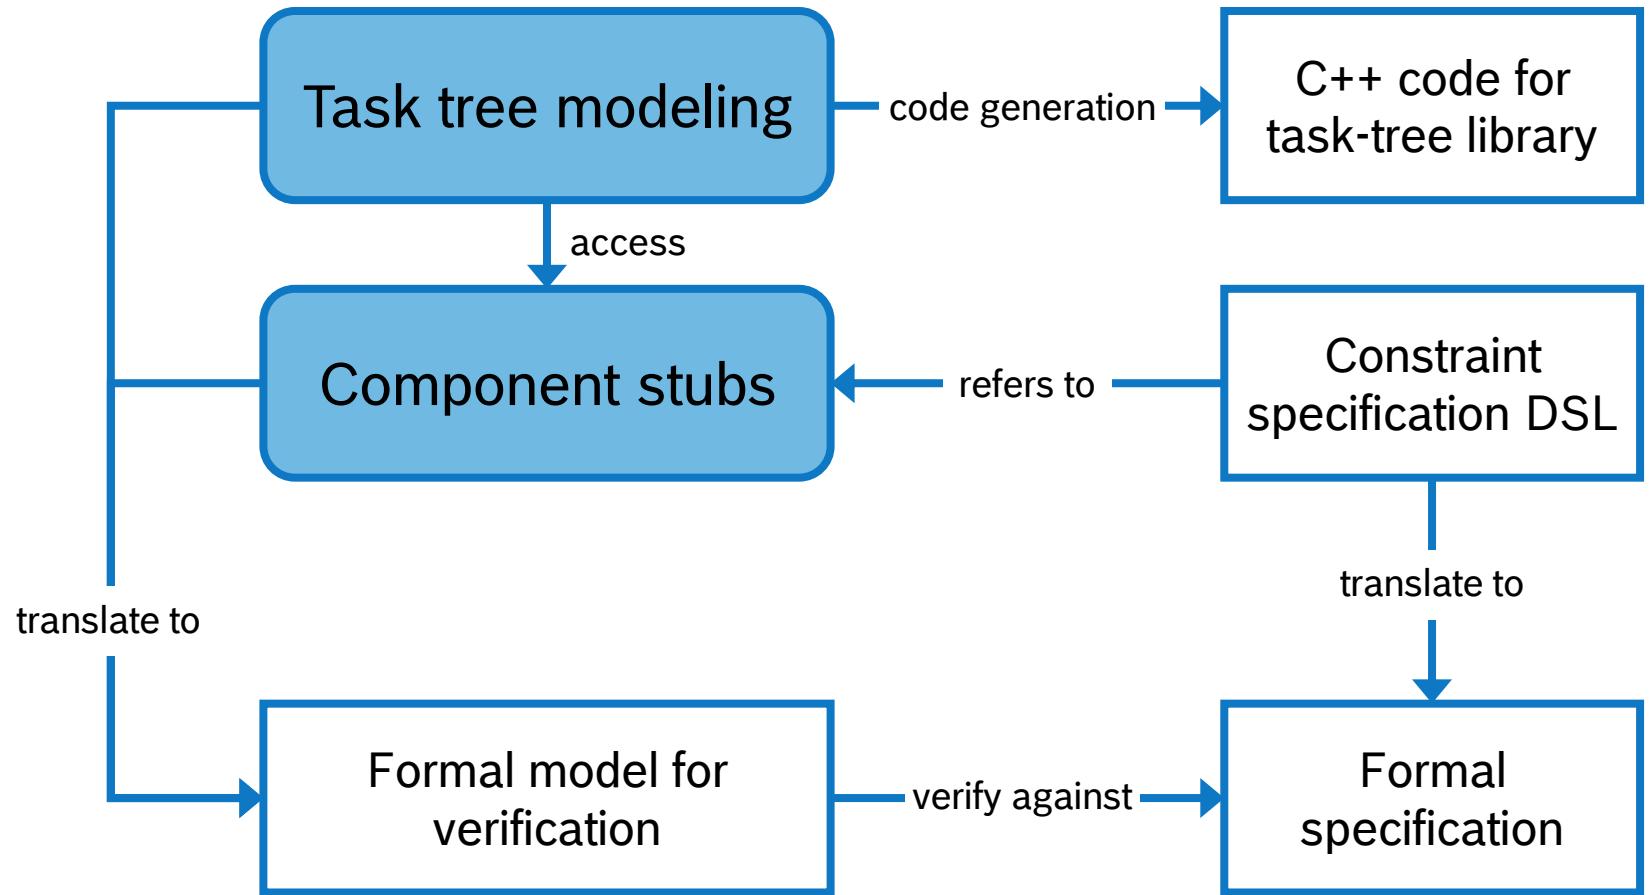 Task tree modeling
code generation
C++ code for
task-tree library
access
Component stubs
refers to
Constraint
specification DSL
translate to
translate to
Formal model for
verification
verify against
Formal
specification